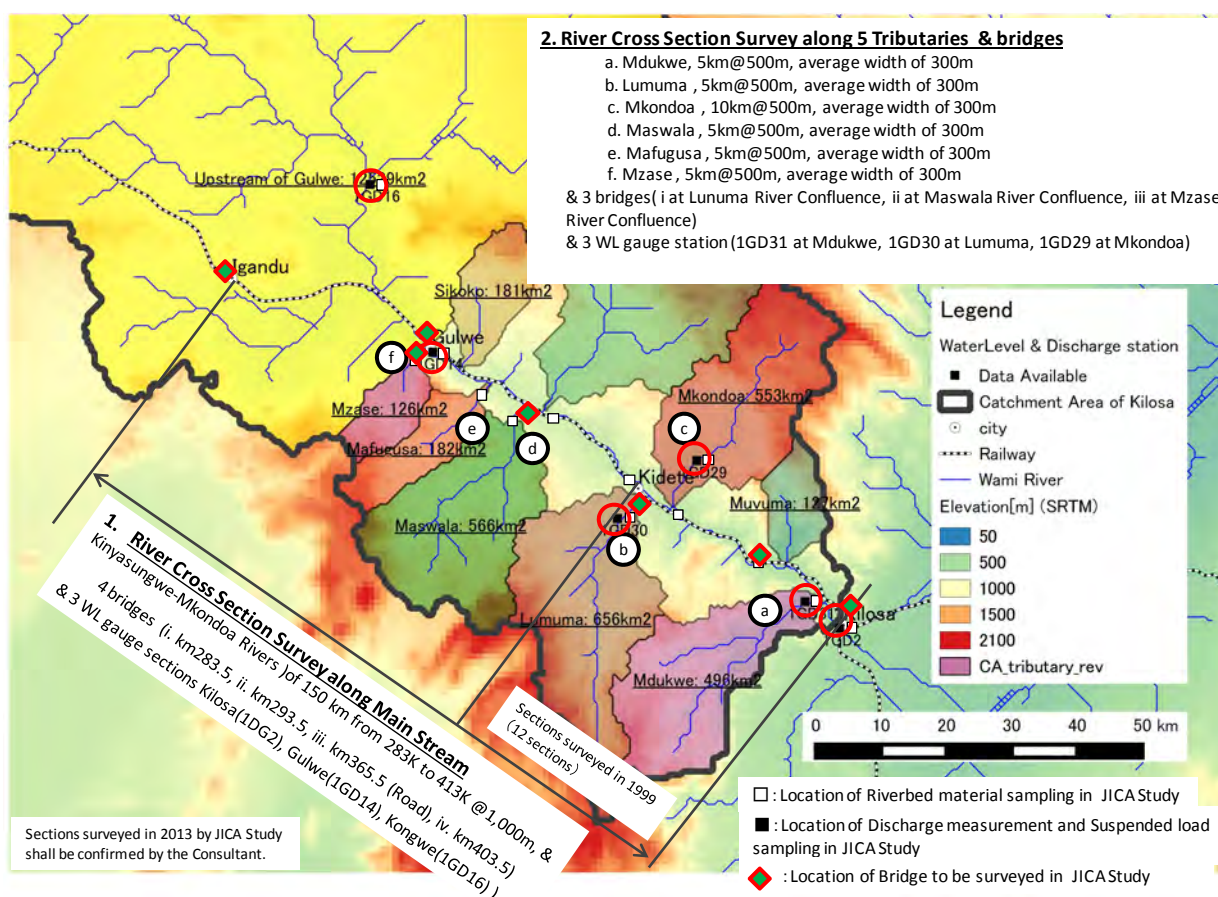 2. River Cross Section Survey along 5 Tributaries & bridges
a. Mdukwe, 5km@500m, average width of 300m
b. Lumuma , 5km@500m, average width of 300m
c. Mkondoa , 10km@500m, average width of 300m
d. Maswala , 5km@500m, average width of 300m
e. Mafugusa , 5km@500m, average width of 300m
f. Mzase , 5km@500m, average width of 300m
& 3 bridges( i at Lunuma River Confluence, ii at Maswala River Confluence, iii at Mzase
River Confluence)
& 3 WL gauge station (1GD31 at Mdukwe, 1GD30 at Lumuma, 1GD29 at Mkondoa)
Upstream of Gulwe:
Igandu
Sikoko: 181km2
Gulwe
f
Mzase: 126km2
Mkondoa: 553km2
Mafugusa: 182km2
e
d
c
Kidete
Muvuma: 127km2
Maswala: 566km2
b
a
Lumuma: 656km2
Mdukwe: 496km2
1GD2
Legend
WaterLevel & Discharge station
Data Available
Catchment Area of Kilosa
city
Railway
Wami River
Elevation[m] (SRTM)
50
500
1000
1500
2100
CA_tributary_rev
0 10 20 30 40 50 km
1. River Cross Section Survey along Main Stream
Kinyasungwe-Mkondoa Rivers )of 150 km from 283K to 413K @1,000m, &
4 bridges (i. km283.5, ii. km293.5, iii. km365.5 (Road), iv. km403.5)
& 3 WL gauge sections Kilosa(1DG2), Gulwe(1GD14), Kongwe(1GD16) )
Sections surveyed in 1999
(12 sections)
Sections surveyed in 2013 by JICA Study
shall be confirmed by the Consultant.
: Location of Riverbed material sampling in JICA Study
: Location of Discharge measurement and Suspended load
sampling in JICA Study
: Location of Bridge to be surveyed in JICA Study